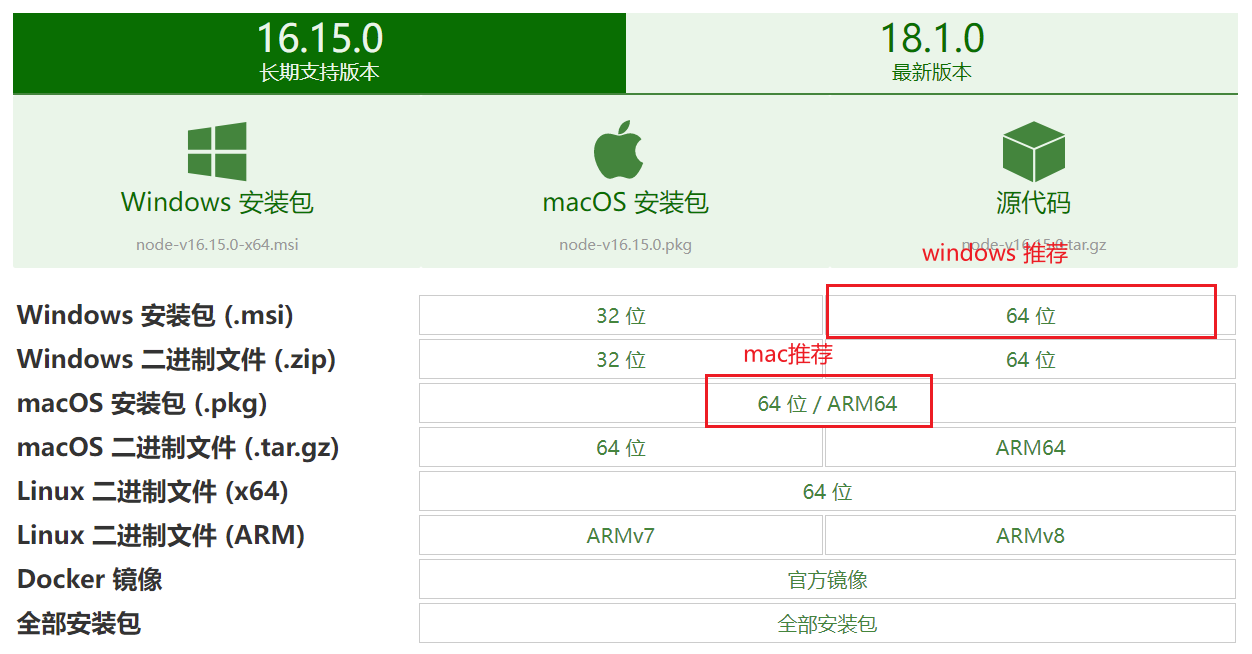 16.15.0
长期支持版本
18.1.0
最新版本
Windows 安装包
macOS 安装包
源代码
node-v16.15.0-x64.msi
node-v16.15.0.pkg
node-v16.15.0.tar.gz
windows 推荐
Windows 安装包 (.msi)
32 位
64 位
Windows 二进制文件 (.zip)
32 位
64 位
mac推荐
macOS 安装包 (.pkg)
64 位 / ARM64
macOS 二进制文件 (.tar.gz)
64 位
ARM64
Linux 二进制文件 (x64)
64 位
Linux 二进制文件 (ARM)
ARMv7
ARMv8
Docker 镜像
官方镜像
全部安装包
全部安装包